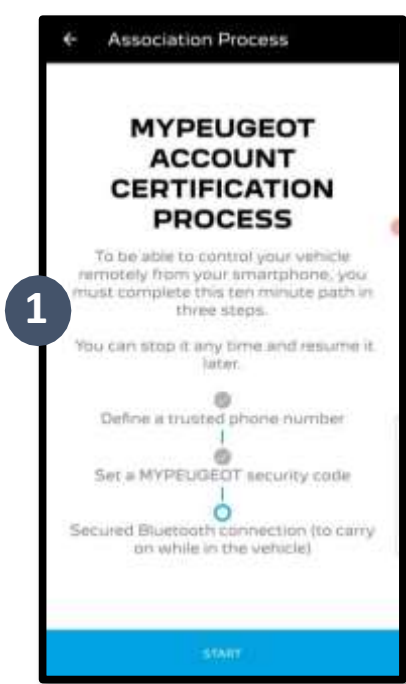 Association Process
MYPEUGEOT
ACCOUNT
CERTIFICATION
PROCESS
To be able to control your vehicle
remotely from your smartphone, you
must complete this ten minute path in
three steps.
1
You can stop it any time and resume it
later.
Define a trusted phone number
Set a MYPEUGEOT security code
Secured Bluetooth connection (to carry
on while in the vehicle)
START